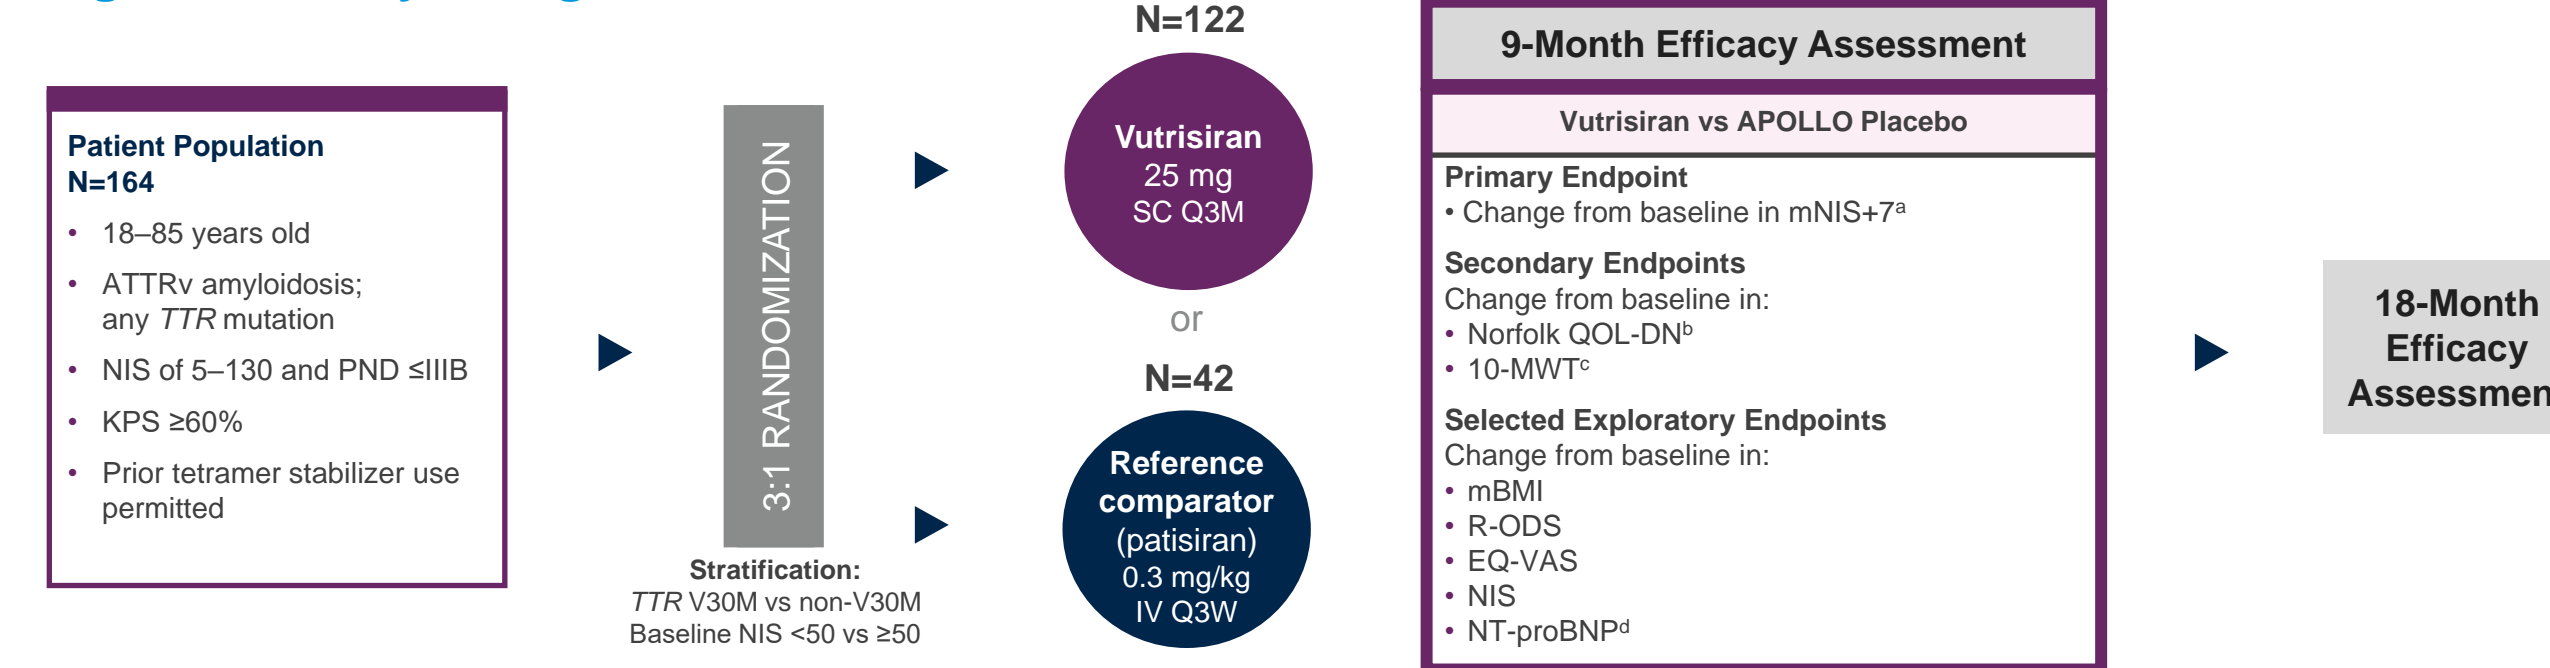 Patient Population
N=164
• 18–85 years old
• ATTRv amyloidosis;
any TTR mutation
• NIS of 5–130 and PND ≤IIIB
• KPS ≥60%
• Prior tetramer stabilizer use
permitted
3:1 RANDOMIZATION
Stratification:
TTR V30M vs non-V30M
Baseline NIS <50 vs ≥50
N=122
Vutrisiran
25 mg
SC Q3M
or
N=42
Reference
comparator
(patisiran)
0.3 mg/kg
IV Q3W
9-Month Efficacy Assessment
Vutrisiran vs APOLLO Placebo
Primary Endpoint
• Change from baseline in mNIS+7ᵃ
Secondary Endpoints
Change from baseline in:
• Norfolk QOL-DNᵇ
• 10-MWTᶜ
Selected Exploratory Endpoints
Change from baseline in:
• mBMI
• R-ODS
• EQ-VAS
• NIS
• NT-proBNPᵈ
18-Month
Efficacy
Assessmen